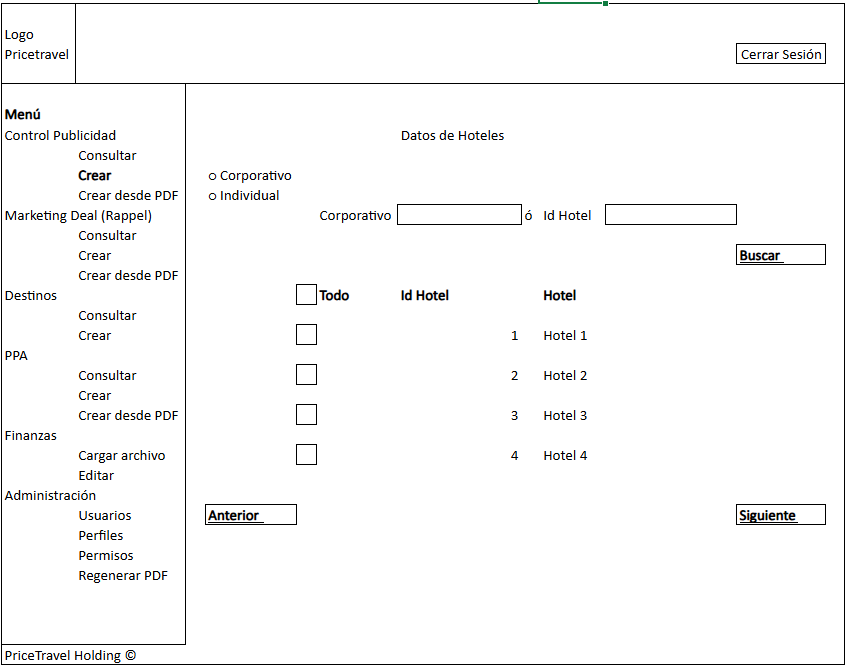 Logo
Pricetravel
Cerrar Sesión
Menú
Control Publicidad
Datos de Hoteles
Consultar
Crear
Corporativo
Crear desde PDF
Individual
Marketing Deal (Rappel)
Corporativo ó Id Hotel
Consultar
Crear
Buscar
Crear desde PDF
Destinos
Todo Id Hotel Hotel
Consultar
Crear
1 Hotel 1
PPA
Consultar
2 Hotel 2
Crear
Crear desde PDF
3 Hotel 3
Finanzas
Cargar archivo
4 Hotel 4
Editar
Administración
Usuarios
Anterior Siguiente
Perfiles
Permisos
Regenerar PDF
PriceTravel Holding ©